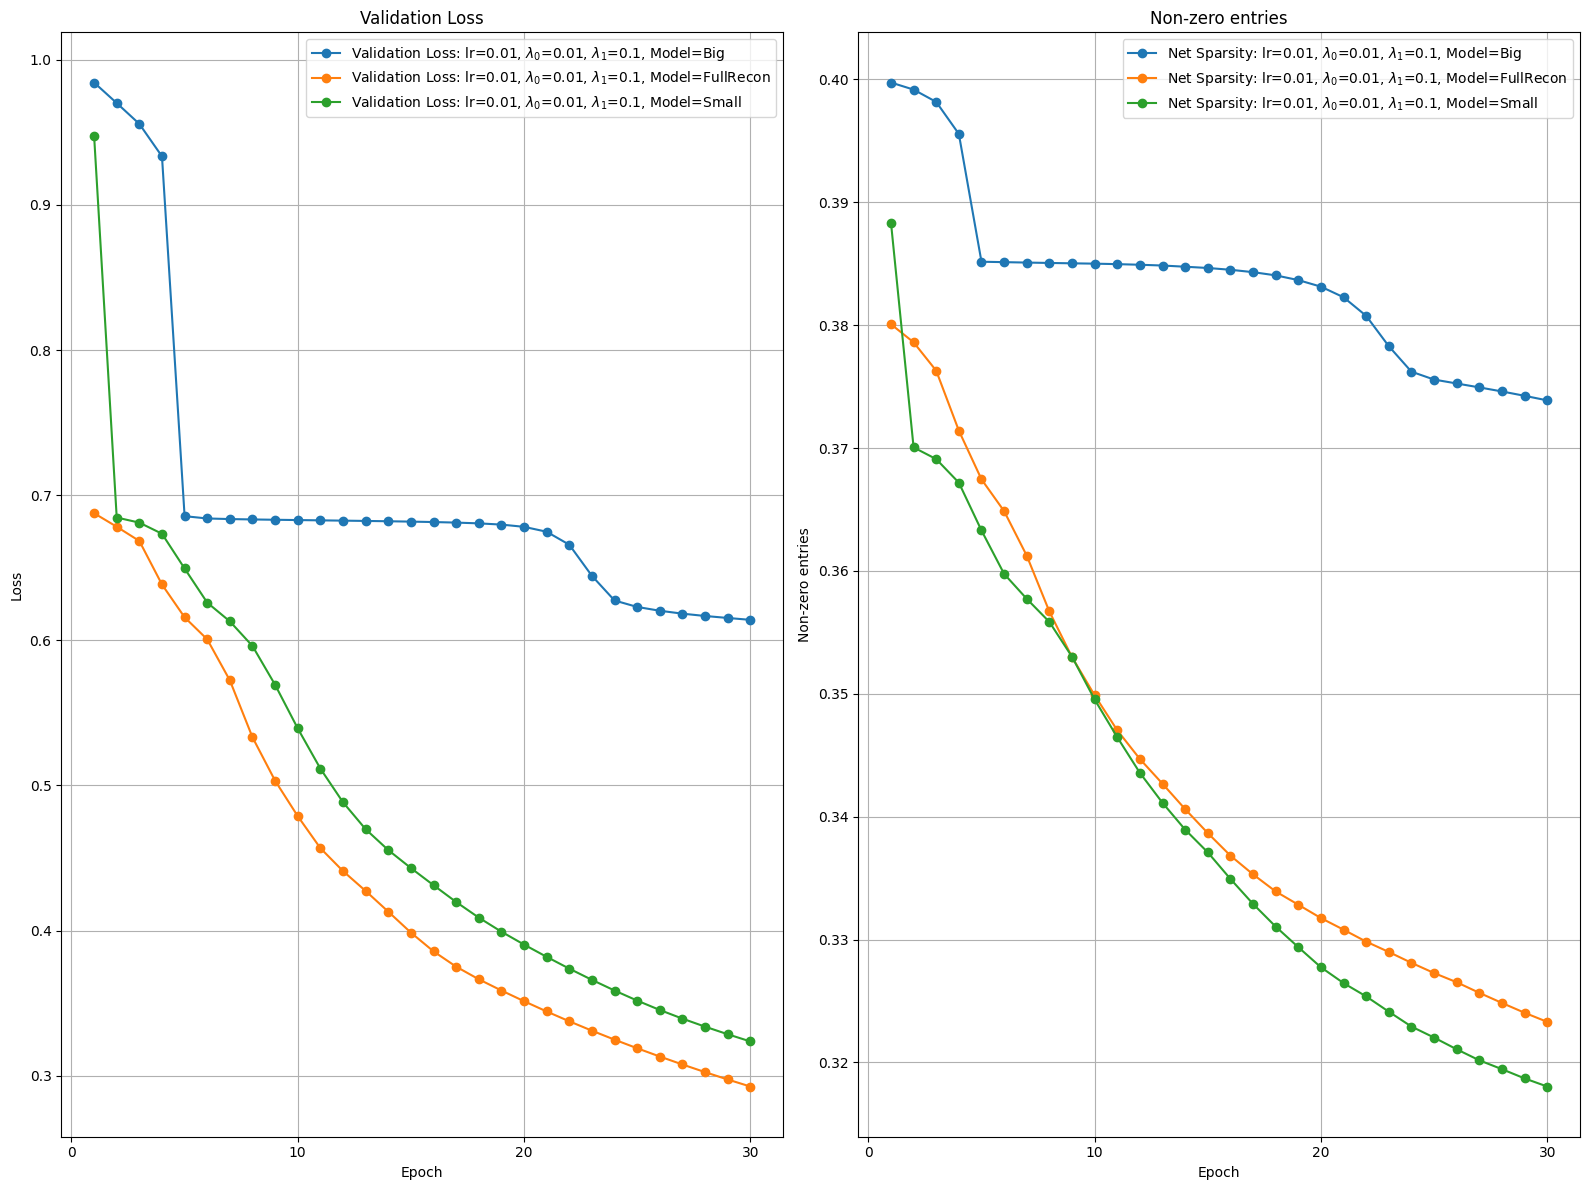 Validation Loss
Validation Loss: lr=0.01, λ₀=0.01, λ₁=0.1, Model=Big
Validation Loss: lr=0.01, λ₀=0.01, λ₁=0.1, Model=FullRecon
Validation Loss: lr=0.01, λ₀=0.01, λ₁=0.1, Model=Small
1.0
0.9
0.8
0.7
0.6
0.5
0.4
0.3
Loss
0
10
20
30
Epoch
Non-zero entries
Net Sparsity: lr=0.01, λ₀=0.01, λ₁=0.1, Model=Big
Net Sparsity: lr=0.01, λ₀=0.01, λ₁=0.1, Model=FullRecon
Net Sparsity: lr=0.01, λ₀=0.01, λ₁=0.1, Model=Small
0.40
0.39
0.38
0.37
0.36
0.35
0.34
0.33
0.32
Non-zero entries
0
10
20
30
Epoch